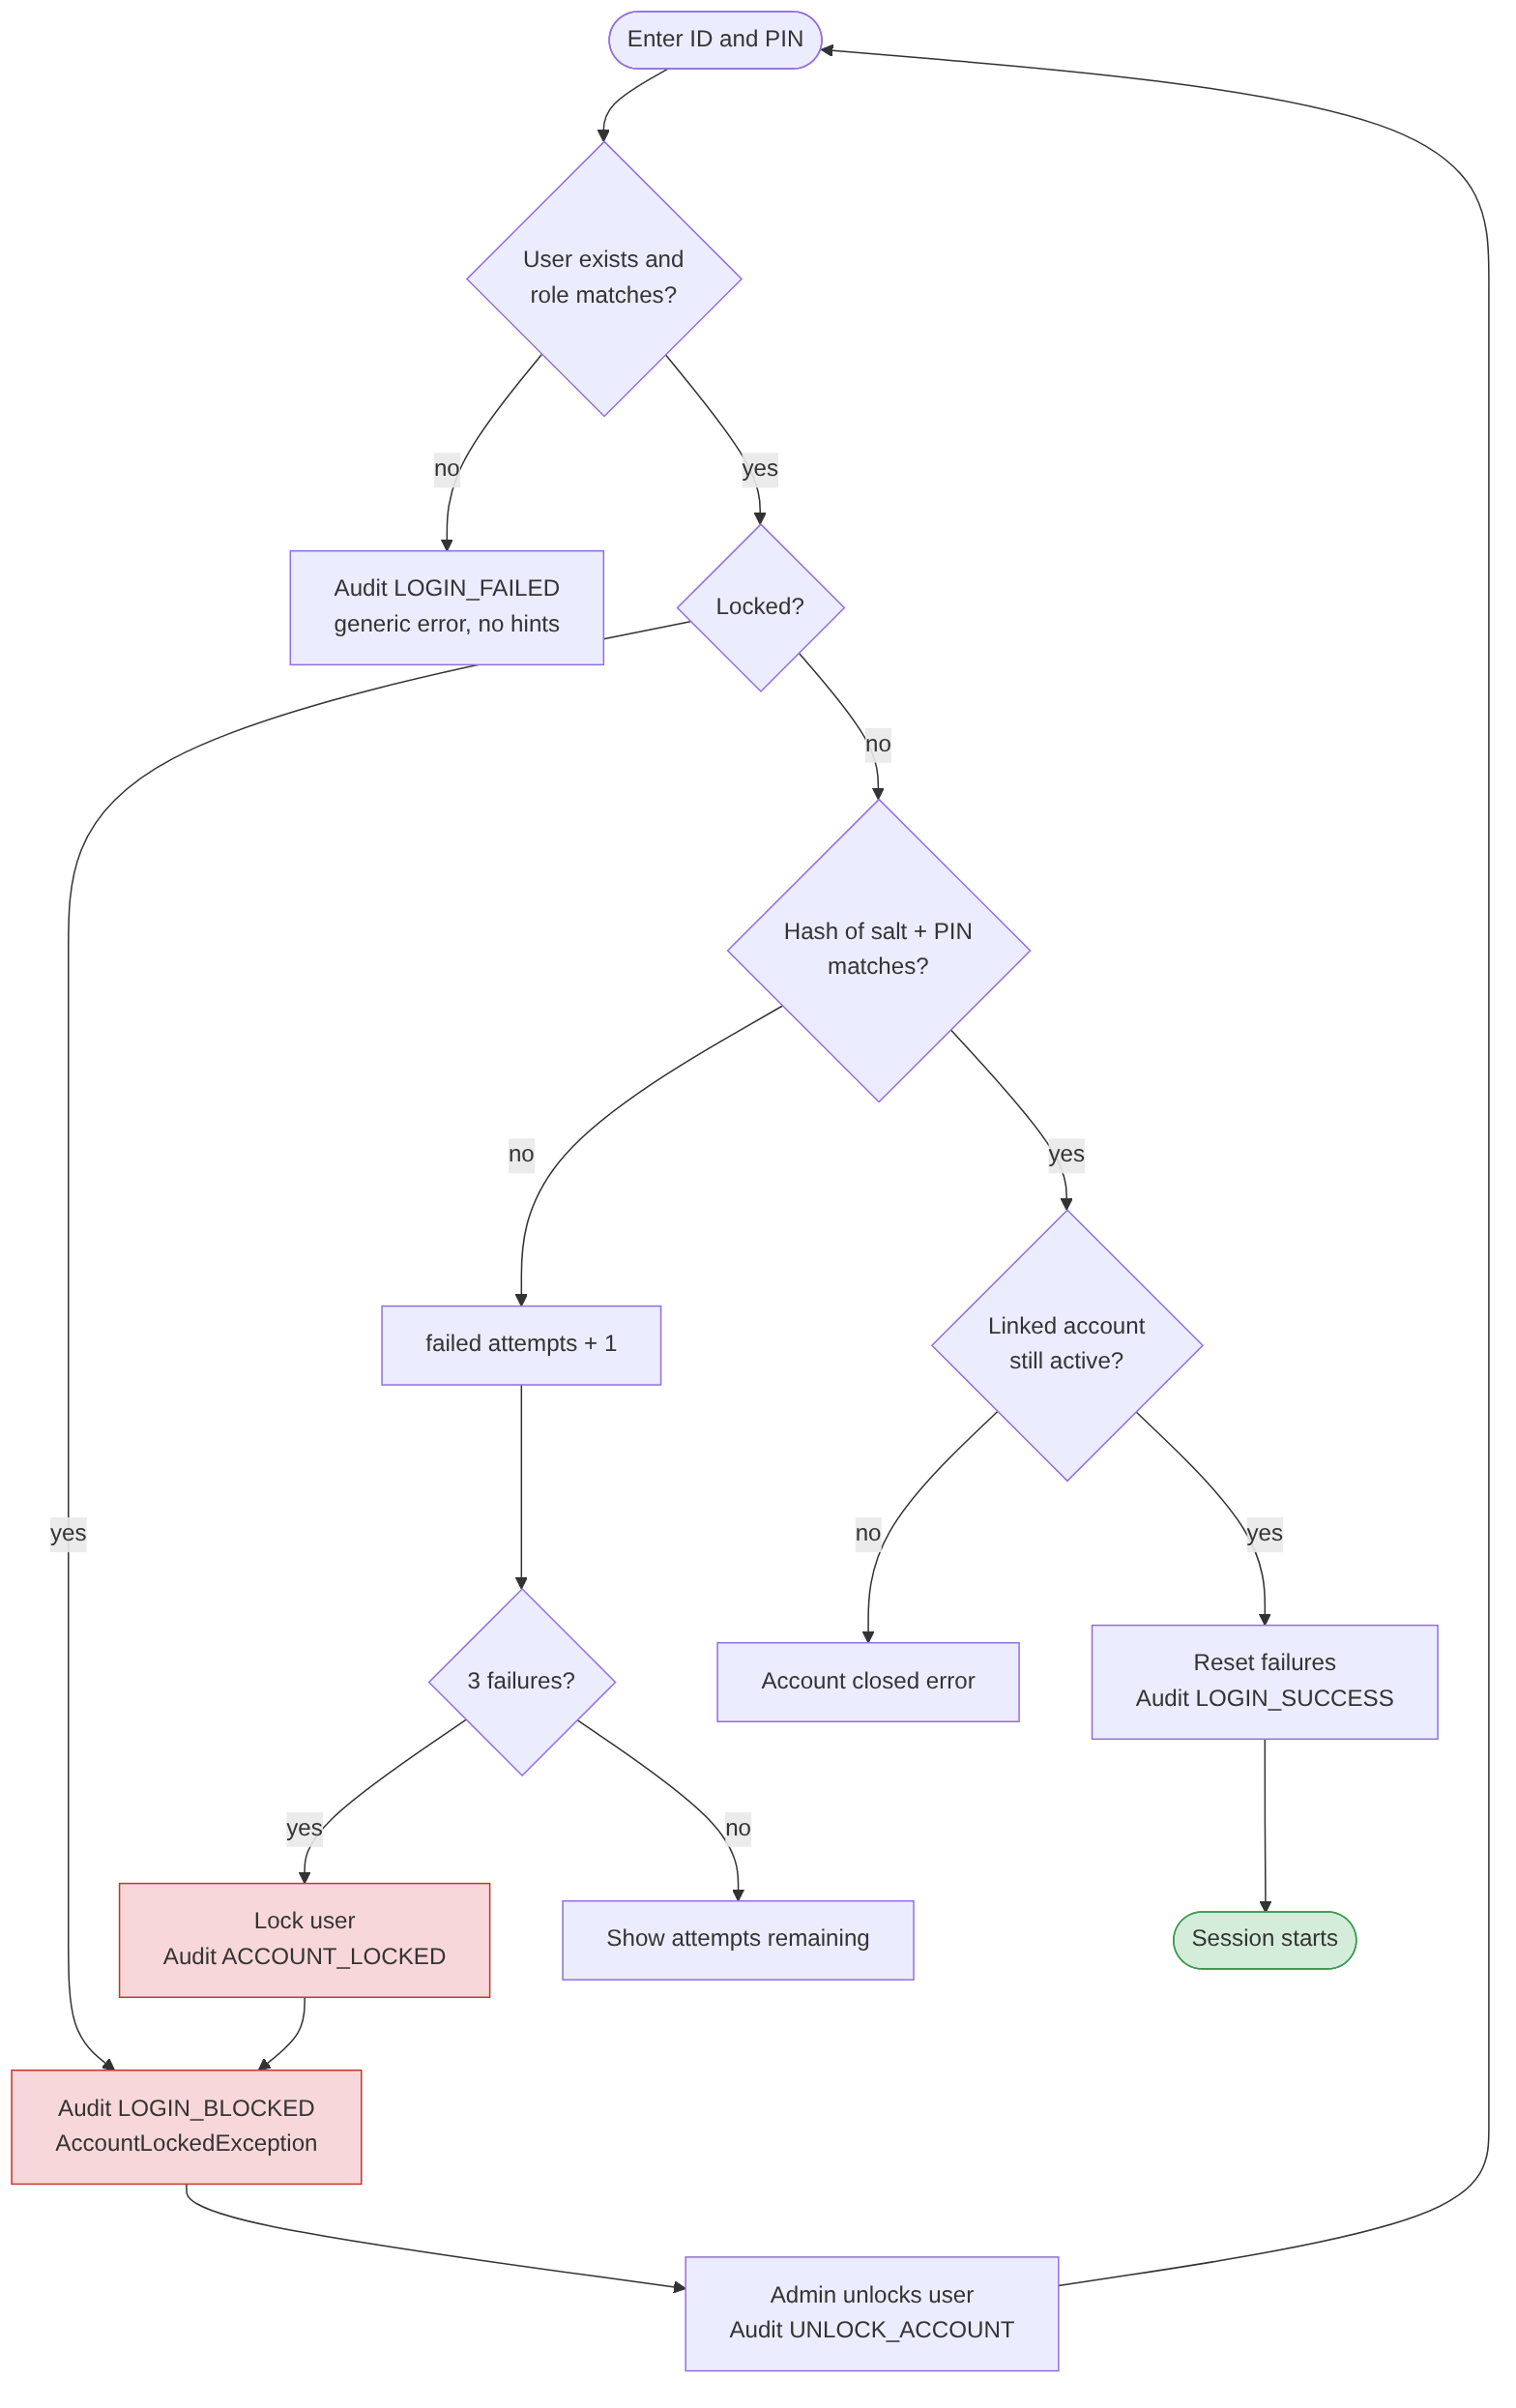 Enter ID and PIN
User exists and
role matches?
no
yes
Audit LOGIN_FAILED
generic error, no hints
Locked?
no
Hash of salt + PIN
matches?
no
yes
failed attempts + 1
Linked account
still active?
yes
no
yes
3 failures?
Account closed error
Reset failures
Audit LOGIN_SUCCESS
yes
no
Lock user
Audit ACCOUNT_LOCKED
Show attempts remaining
Session starts
Audit LOGIN_BLOCKED
AccountLockedException
Admin unlocks user
Audit UNLOCK_ACCOUNT